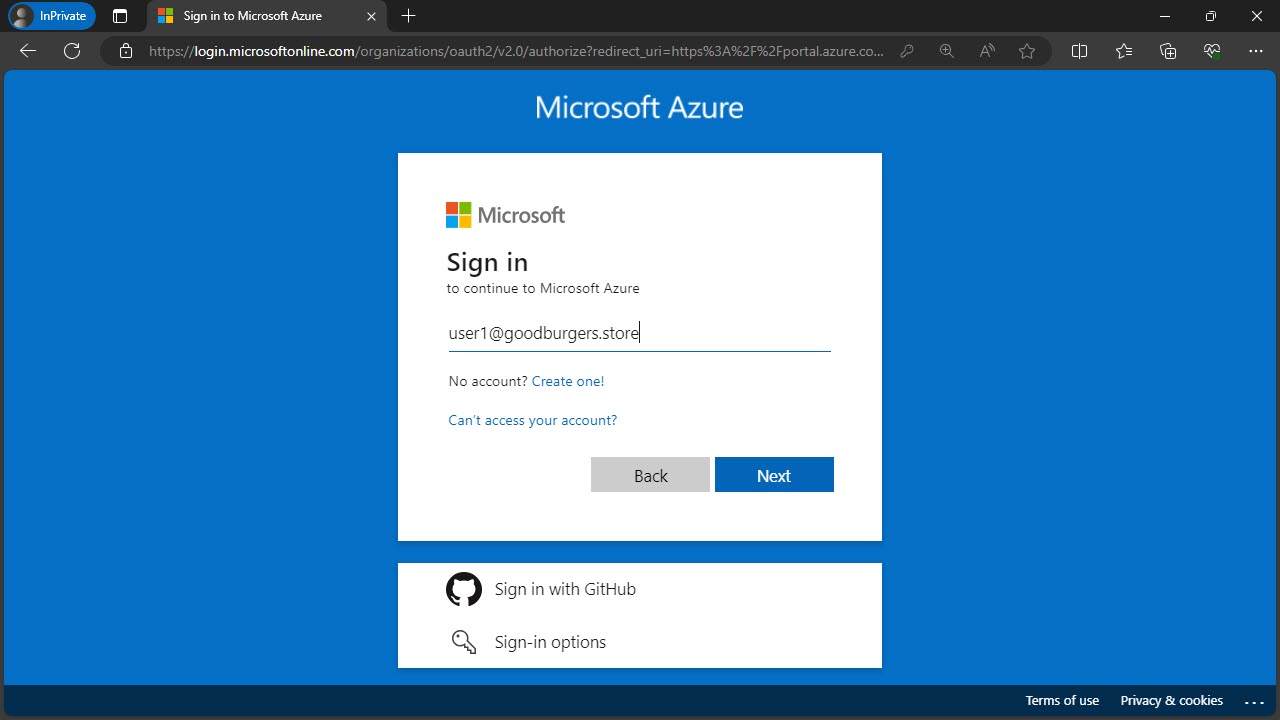 InPrivate
Sign in to Microsoft Azure
https://login.microsoftonline.com/organizations/oauth2/v2.0/authorize?redirect_uri=https%3A%2F%2Fportal.azure.co...
Microsoft Azure
Microsoft
Sign in
to continue to Microsoft Azure
user1@goodburgers.store
No account? Create one!
Can't access your account?
Back Next
Sign in with GitHub
Sign-in options
Terms of use Privacy & cookies ...